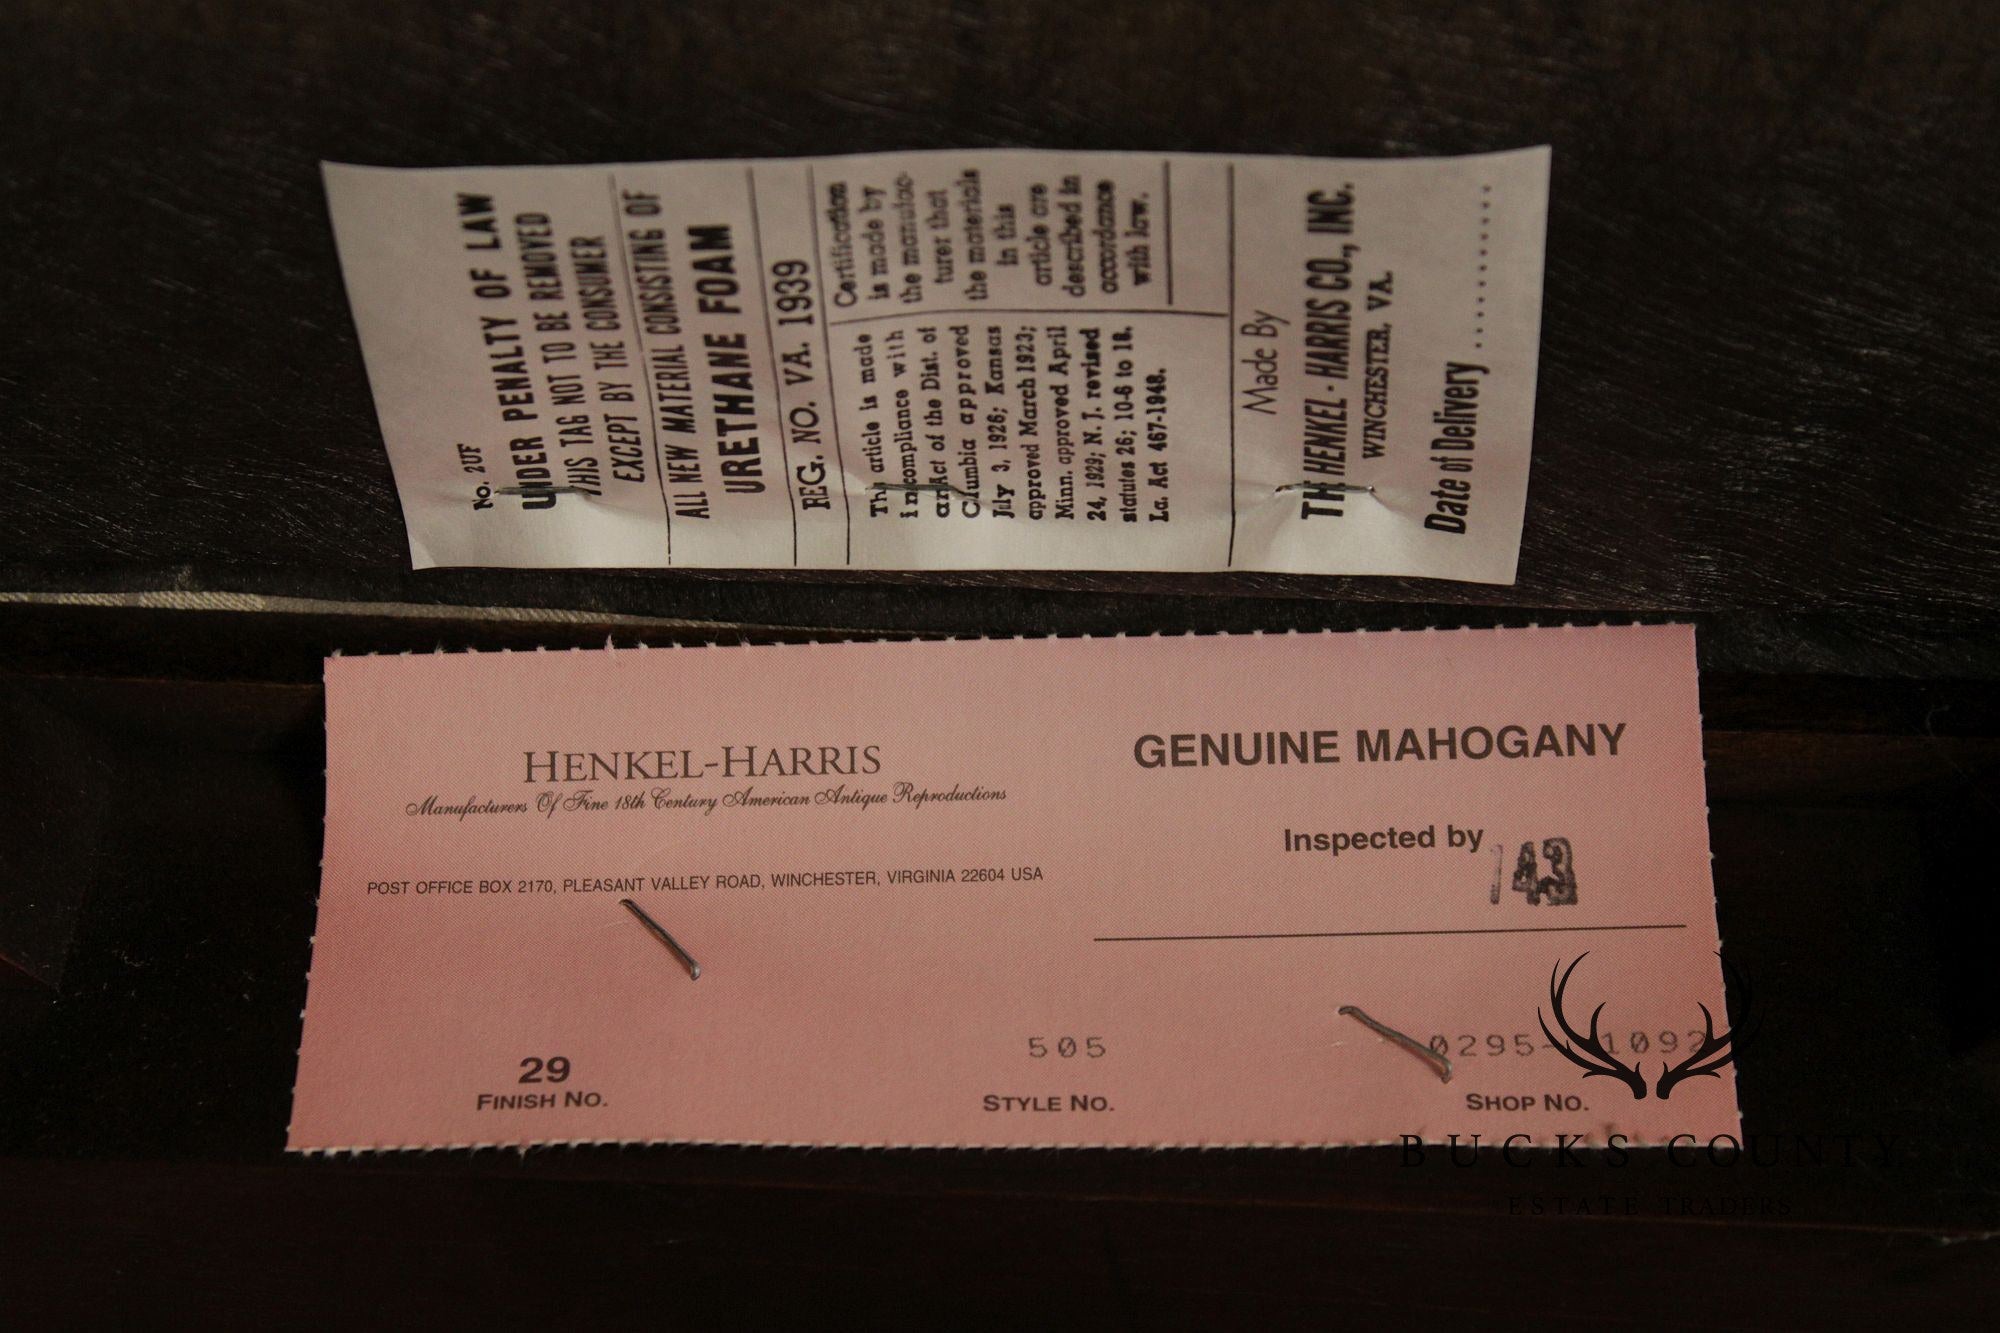 No. 2UF
UNDER PENALTY OF LAW
THIS TAG NOT TO BE REMOVED
EXCEPT BY THE CONSUMER
ALL NEW MATERIAL CONSISTING OF
URETHANE FOAM
REG. NO. VA. 1939
This article is made
in compliance with
an Act of the Dist. of
Columbia approved
July 3, 1926; Kansas
approved March 1923;
Minn. approved April
24, 1929; N. J. revised
statutes 26; 10-6 to 18.
La. Act 467-1948.
Certification
is made by
the manufac-
turer that
the materials
in this
article are
described in
accordance
with law.
Made By
THE HENKEL - HARRIS CO., INC.
WINCHESTER, VA.
Date of Delivery ..........
HENKEL-HARRIS
Manufacturers Of Fine 18th Century American Antique Reproductions
POST OFFICE BOX 2170, PLEASANT VALLEY ROAD, WINCHESTER, VIRGINIA 22604 USA
GENUINE MAHOGANY
Inspected by 143
29
FINISH NO.
505
STYLE NO.
0295- 1092
SHOP NO.
BUCKS COUNTY
ESTATE TRADERS